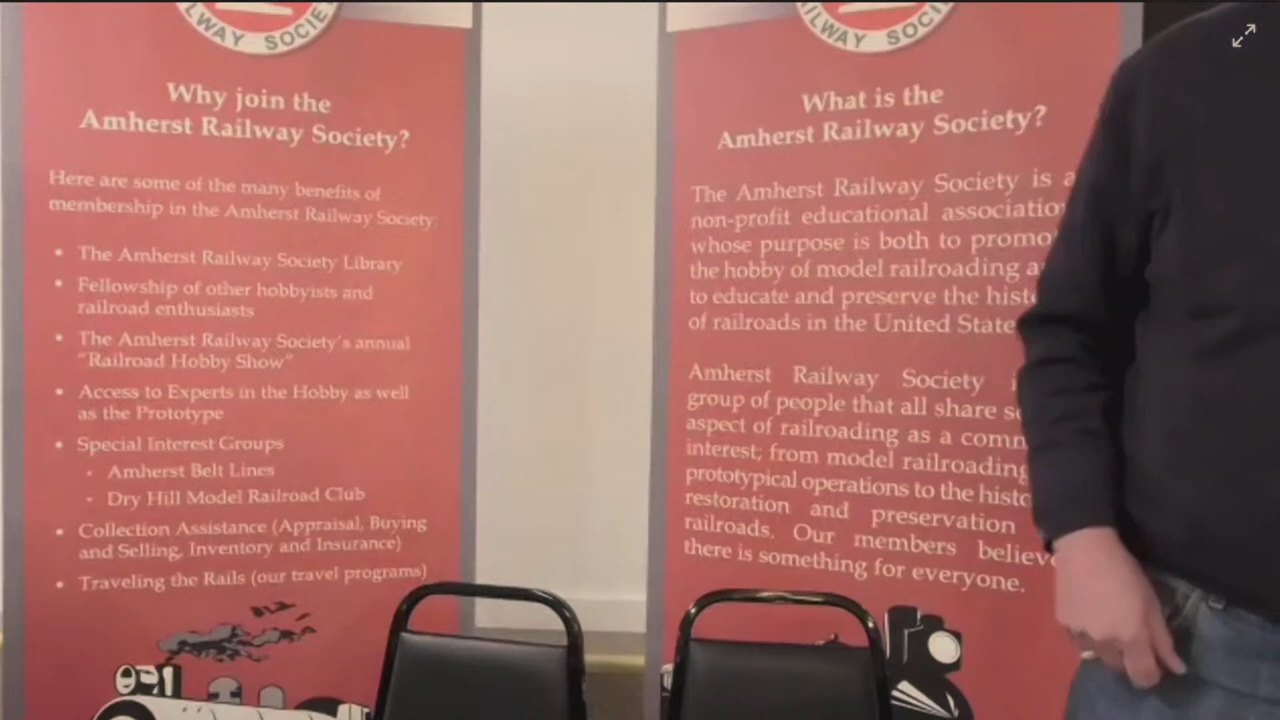 RAILWAY SOCIETY
Why join the
Amherst Railway Society?
Here are some of the many benefits of
membership in the Amherst Railway Society:
• The Amherst Railway Society Library
• Fellowship of other hobbyists and
railroad enthusiasts
• The Amherst Railway Society's annual
"Railroad Hobby Show"
• Access to Experts in the Hobby as well
as the Prototype
• Special Interest Groups
• Amherst Belt Lines
• Dry Hill Model Railroad Club
• Collection Assistance (Appraisal, Buying
and Selling, Inventory and Insurance)
• Traveling the Rails (our travel programs)
What is the
Amherst Railway Society?
The Amherst Railway Society is a
non-profit educational
whose purpose is both to
the hobby of model railroading
to educate and preserve the
of railroads in the United
Amherst Railway Society
group of people that all share
aspect of railroading as a
interest; from model railroading
prototypical operations to the
restoration and preservation
railroads. Our members
there is something for everyone.